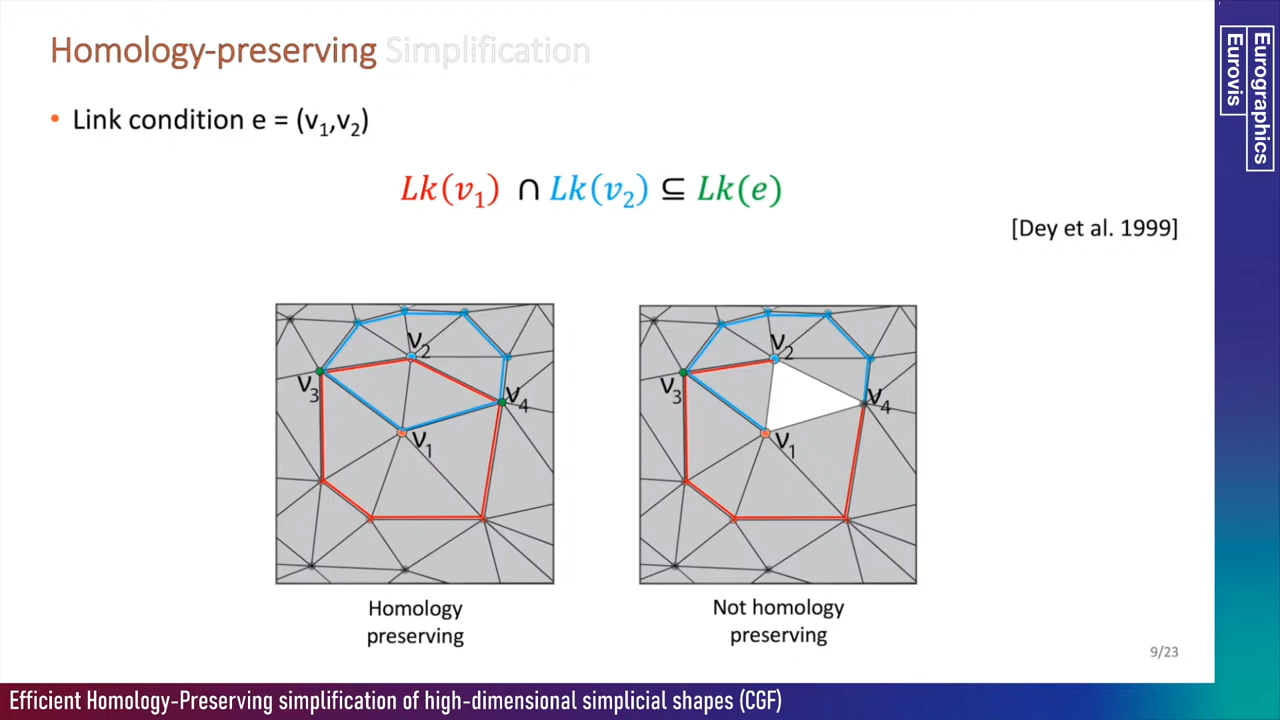 Homology-preserving Simplification
• Link condition e = (v₁,v₂)
Lk(v₁) ∩ Lk(v₂) ⊆ Lk(e)
[Dey et al. 1999]
v₂
v₃
v₄
v₁
v₂
v₃
v₄
v₁
Homology
preserving
Not homology
preserving
9/23
Eurographics
Eurovis
Efficient Homology-Preserving simplification of high-dimensional simplicial shapes (CGF)